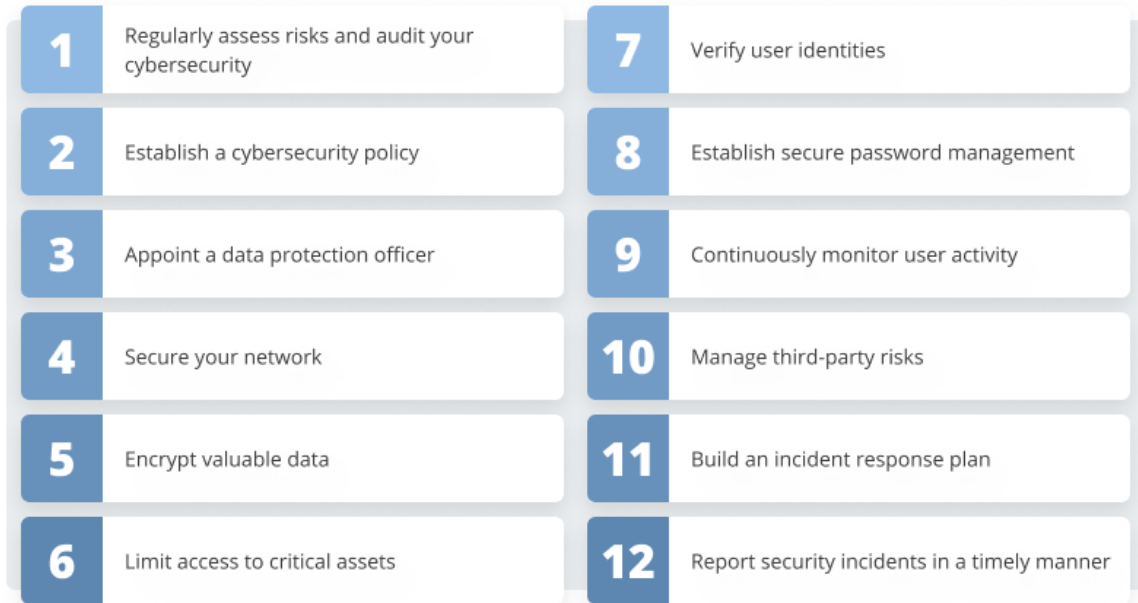 1
Regularly assess risks and audit your
cybersecurity
2
Establish a cybersecurity policy
3
Appoint a data protection officer
4
Secure your network
5
Encrypt valuable data
6
Limit access to critical assets
7
Verify user identities
8
Establish secure password management
9
Continuously monitor user activity
10
Manage third-party risks
11
Build an incident response plan
12
Report security incidents in a timely manner